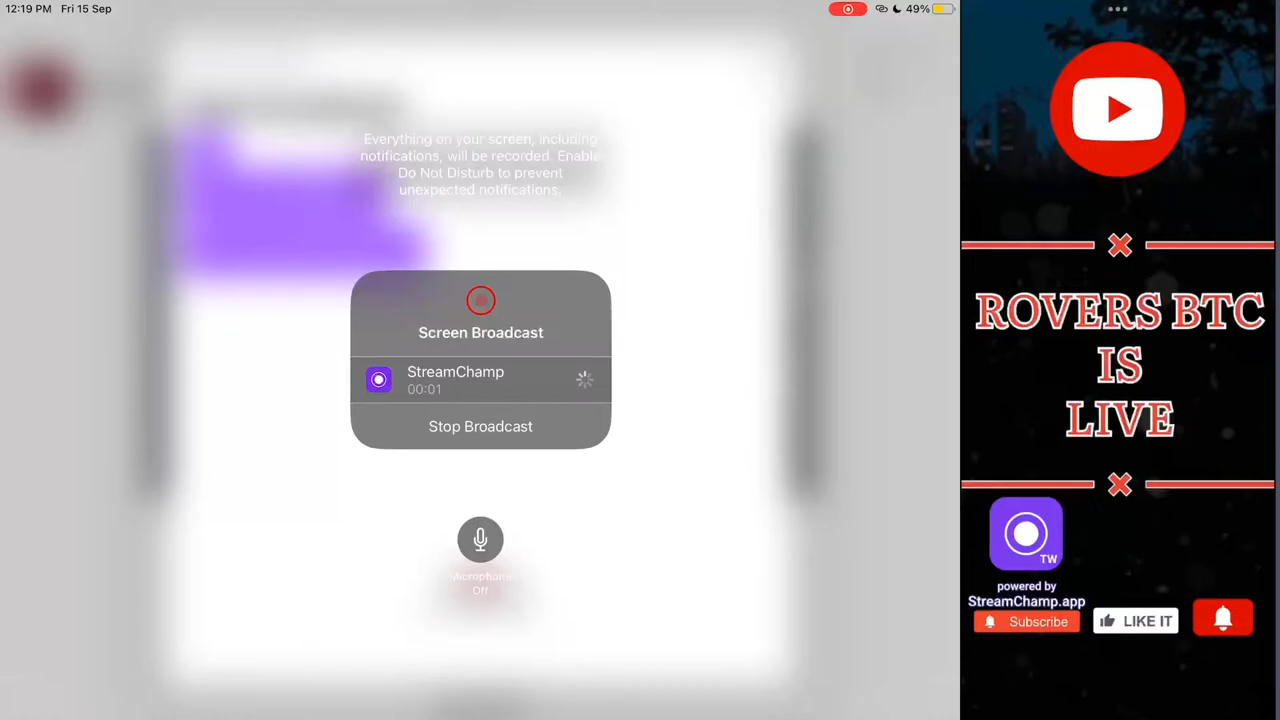 12:19 PM Fri 15 Sep
49%
Everything on your screen, including
notifications, will be recorded. Enable
Do Not Disturb to prevent
unexpected notifications.
Screen Broadcast
StreamChamp
00:01
Stop Broadcast
Microphone
Off
ROVERS BTC
IS
LIVE
TW
powered by
StreamChamp.app
Subscribe
LIKE IT